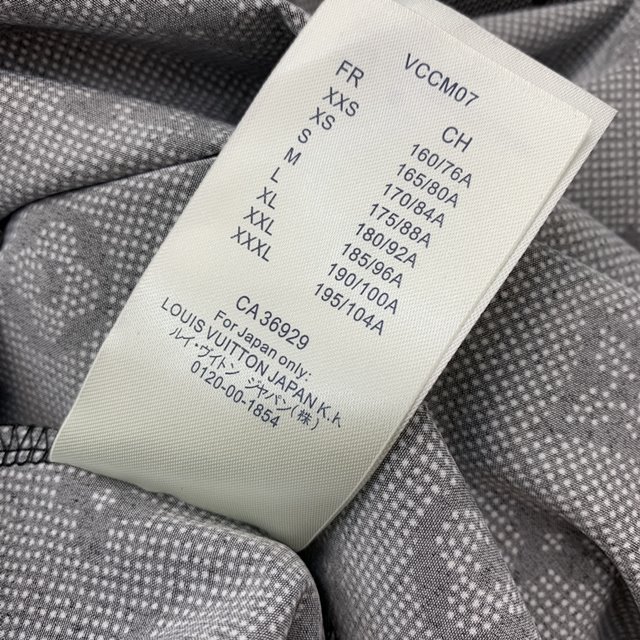 VCCM07
FR CH
XXS 160/76A
XS 165/80A
S 170/84A
M 175/88A
L 180/92A
XL 185/96A
XXL 190/100A
XXXL 195/104A
CA 36929
For Japan only:
LOUIS VUITTON JAPAN K.k
ルイ・ヴィトン ジャパン(株)
0120-00-1854